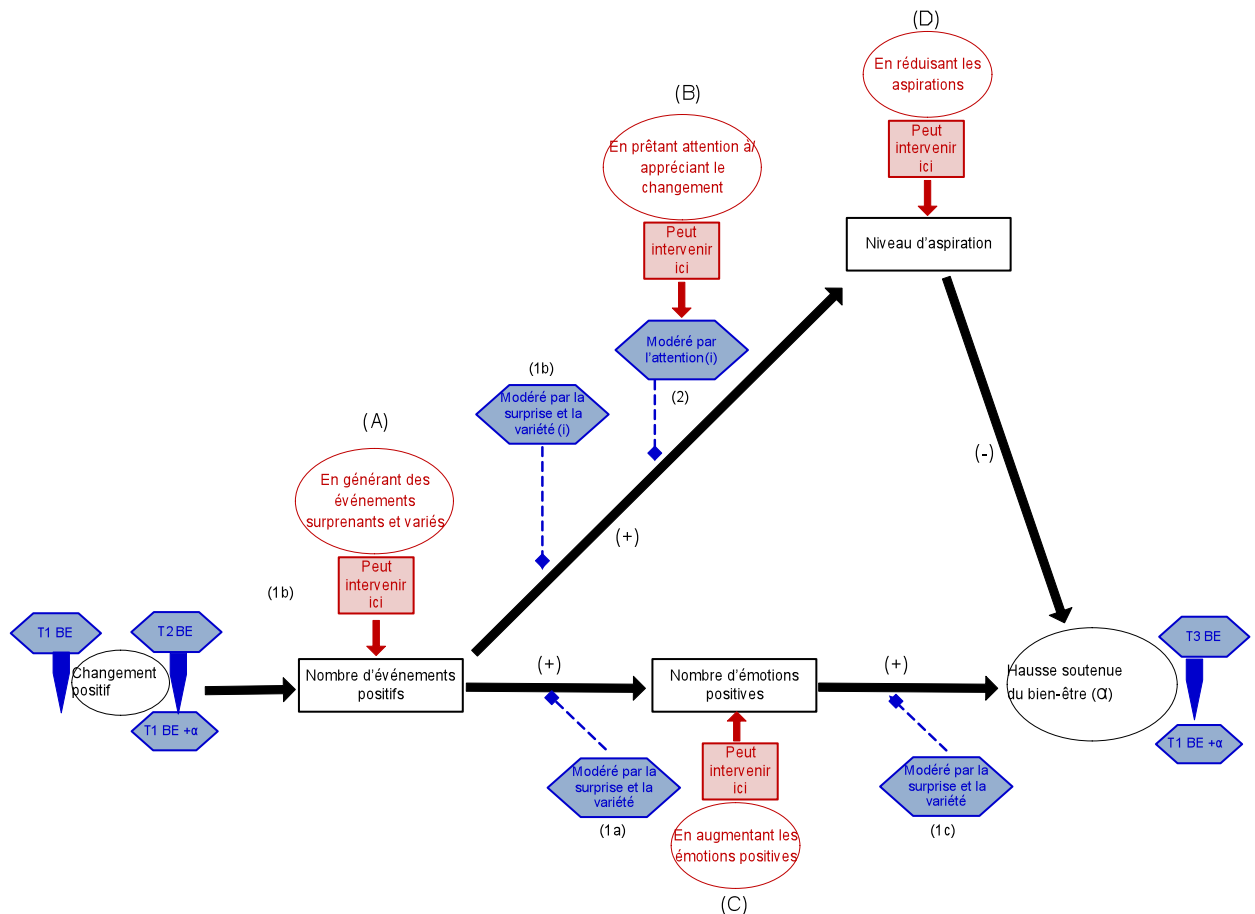 (D)
En réduisant les
aspirations
Peut
intervenir
ici
Niveau d'aspiration
(B)
En prêtant attention à/
appréciant le
changement
Peut
intervenir
ici
Modéré par
l'attention(i)
(2)
(1b)
Modéré par la
surprise et la
variété (i)
(A)
En générant des
événements
surprenants et variés
Peut
intervenir
ici
(1b)
(+)
(-)
T1 BE
T2 BE
Changement
positif
T1 BE +α
Nombre d'événements
positifs
(+)
Nombre d'émotions
positives
(+)
Hausse soutenue
du bien-être (α)
T3 BE
T1 BE +α
Modéré par la
surprise et la
variété
(1a)
Peut
intervenir
ici
En augmentant les
émotions positives
(C)
Modéré par la
surprise et la
variété
(1c)